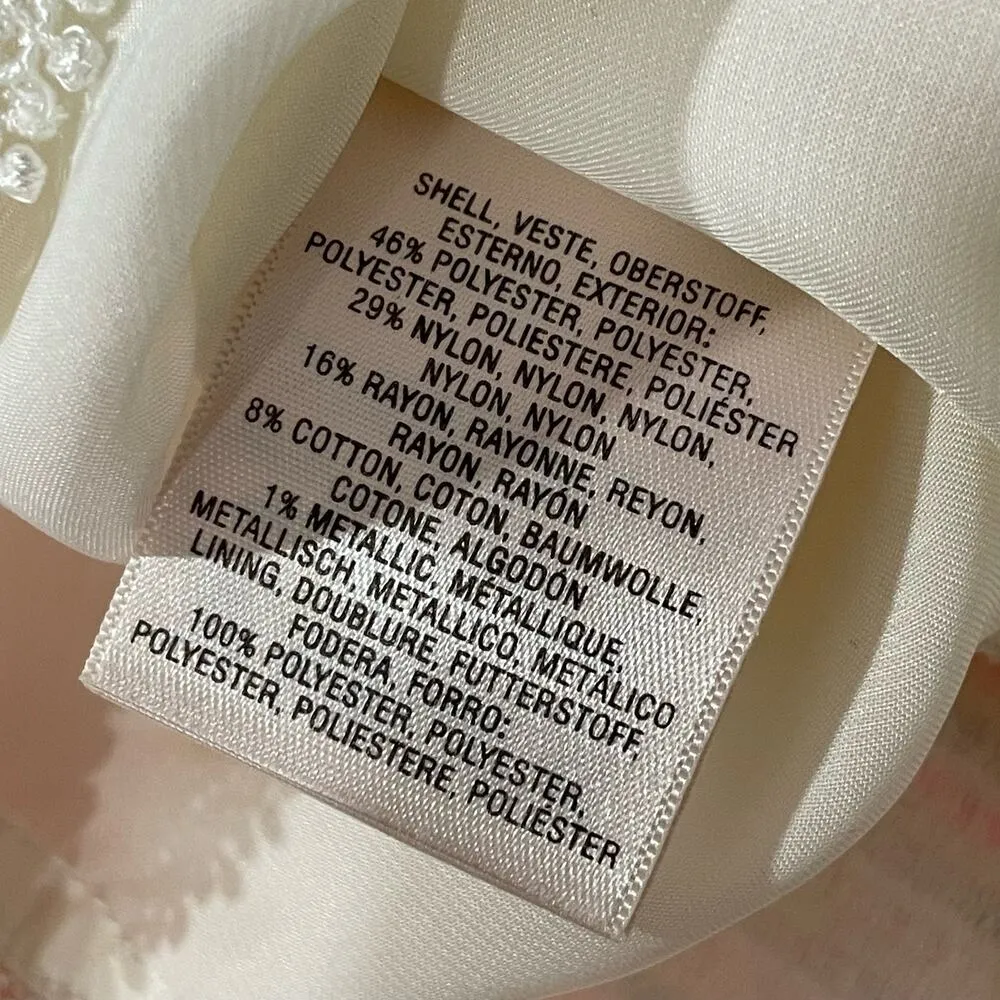 SHELL, VESTE, OBERSTOFF,
ESTERNO, EXTERIOR:
46% POLYESTER, POLYESTER,
POLYESTER, POLIESTERE, POLIÉSTER
29% NYLON, NYLON, NYLON,
NYLON, NYLON
16% RAYON, RAYONNE, REYON,
RAYON, RAYÓN
8% COTTON, COTON, BAUMWOLLE,
COTONE, ALGODÓN
1% METALLIC, MÉTALLIQUE,
METALLISCH, METALLICO, METÁLICO
LINING, DOUBLURE, FUTTERSTOFF,
FODERA, FORRO:
100% POLYESTER, POLYESTER,
POLYESTER, POLIESTERE, POLIÉSTER